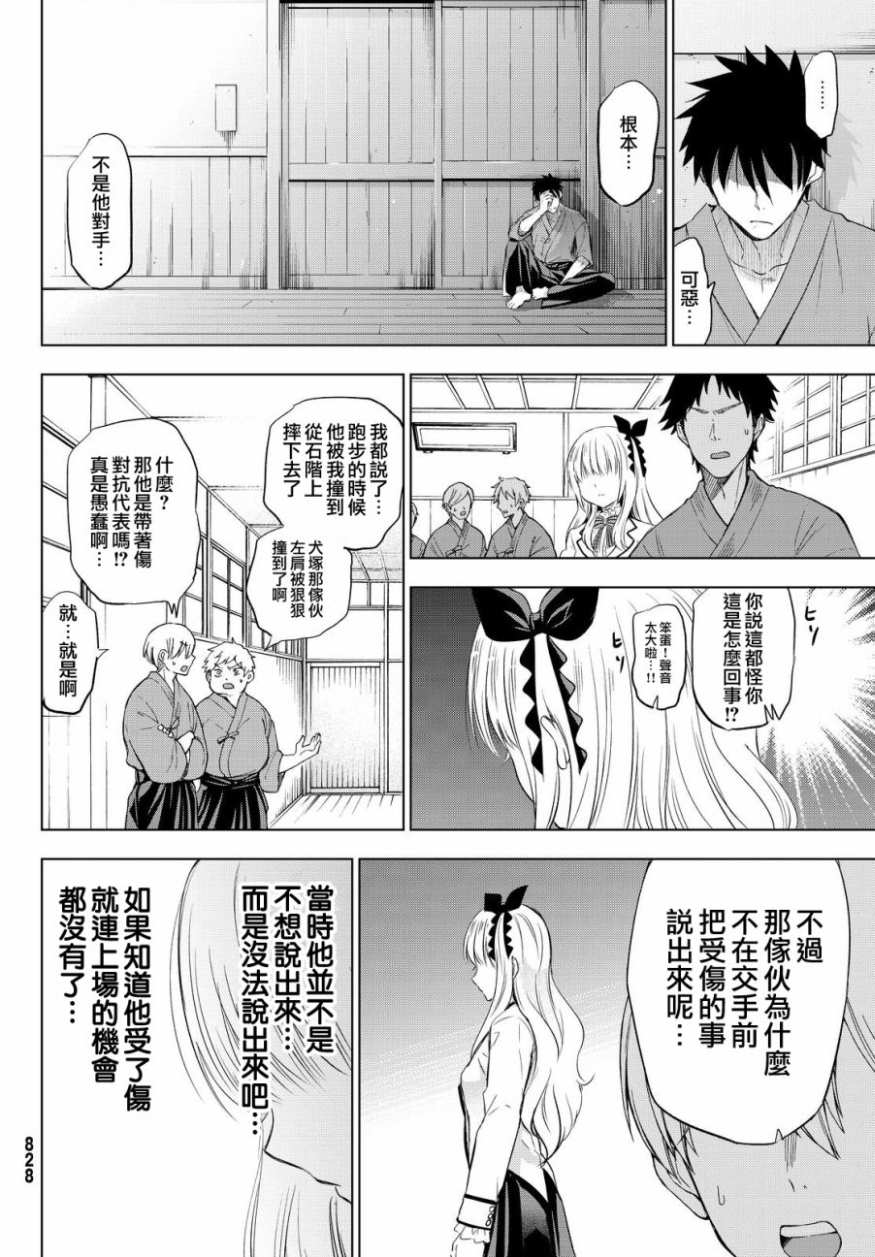 ……
可惡…
根本…
不是他對手…
你說這都怪你
這是怎麼回事!?
笨蛋！聲音
太大啦…!!
ヒソ
ヒソ
我都說了…
跑步的時候
他被我撞到
從石階上
摔下去了
犬塚那傢伙
左肩被狠狠
撞到了啊
什麼？
那他是帶著傷
對抗代表嗎!?
真是愚蠢啊…
就…就是啊
不過
那傢伙為什麼
不在交手前
把受傷的事
說出來呢…
當時他並不是
不想說出來…
而是沒法說出來吧…
如果知道他受了傷
就連上場的機會
都沒有了…
828